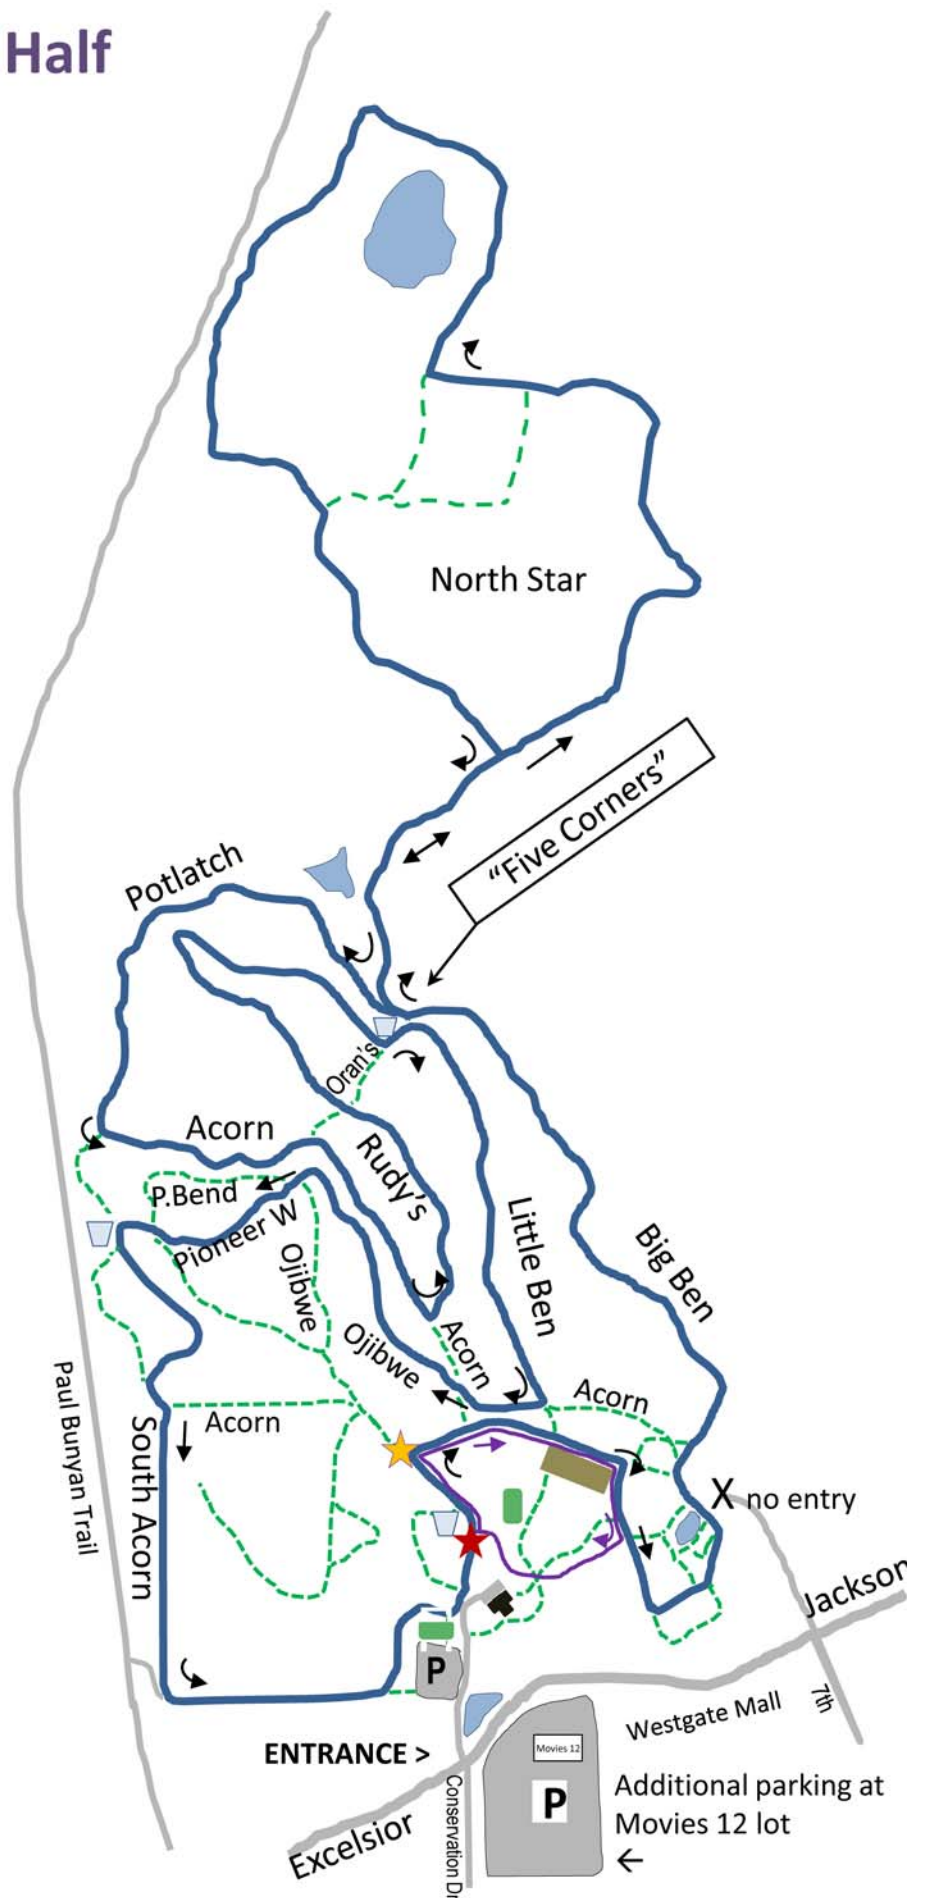 Half
North Star
"Five Corners"
Potlatch
Oran's
Acorn
Rudy's
P.Bend
Pioneer W
Ojibwe
Little Ben
Big Ben
Ojibwe
Acorn
Acorn
Paul Bunyan Trail
South Acorn
Acorn
X no entry
Jackson
P
7th
Westgate Mall
ENTRANCE >
Movies 12
P
Additional parking at
Movies 12 lot
←
Excelsior
Conservation Dr